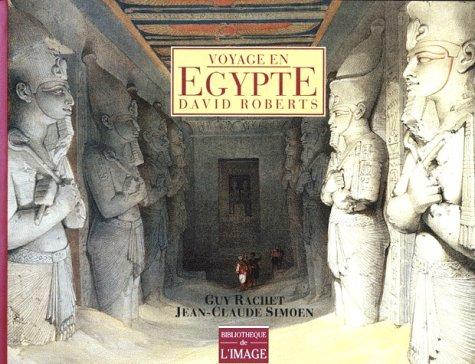 VOYAGE EN
EGYPTE
DAVID ROBERTS
GUY RACHET
JEAN-CLAUDE SIMOEN
BIBLIOTHEQUE
de
L'IMAGE